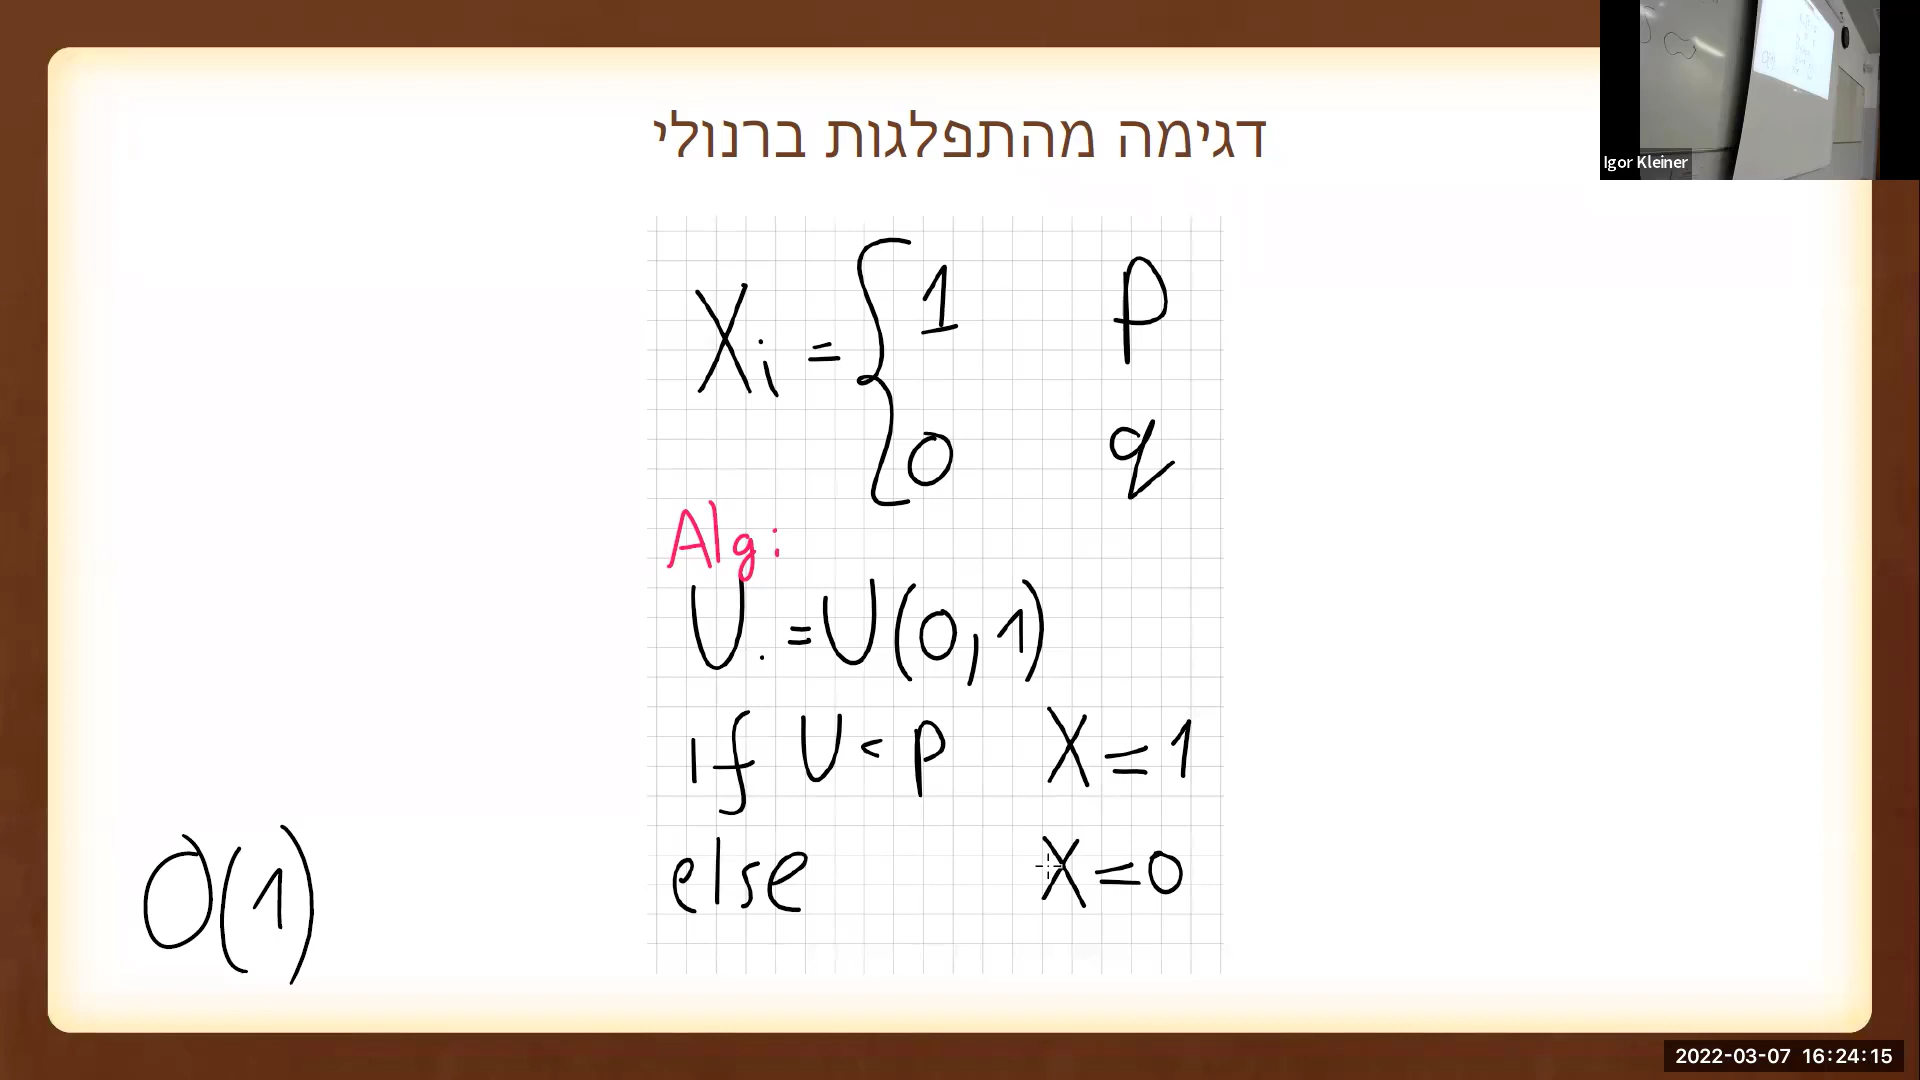 דגימה מהתפלגות ברנולי
Igor Kleiner
Xi = { 1 p
0 q
Alg:
U. = U(0,1)
if U < p X = 1
else X = 0
O(1)
2022-03-07 16:24:15